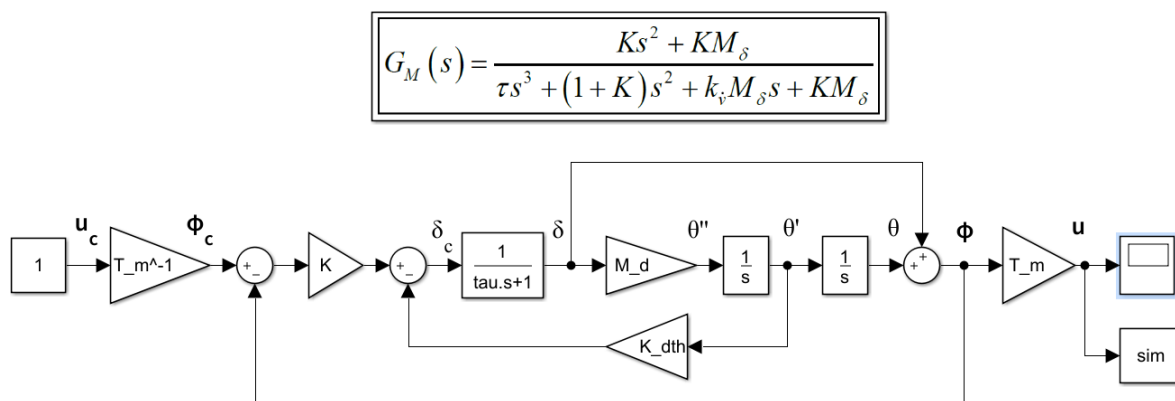 G_M(s) = (Ks² + KM_δ) / (τs³ + (1 + K)s² + k_v̇ M_δ s + KM_δ)
u_c ϕ_c δ_c δ θ'' θ' θ ϕ u
1 T_m^-1 +_ K +_ 1/tau.s+1 M_d 1/s 1/s ++ T_m
K_dth sim